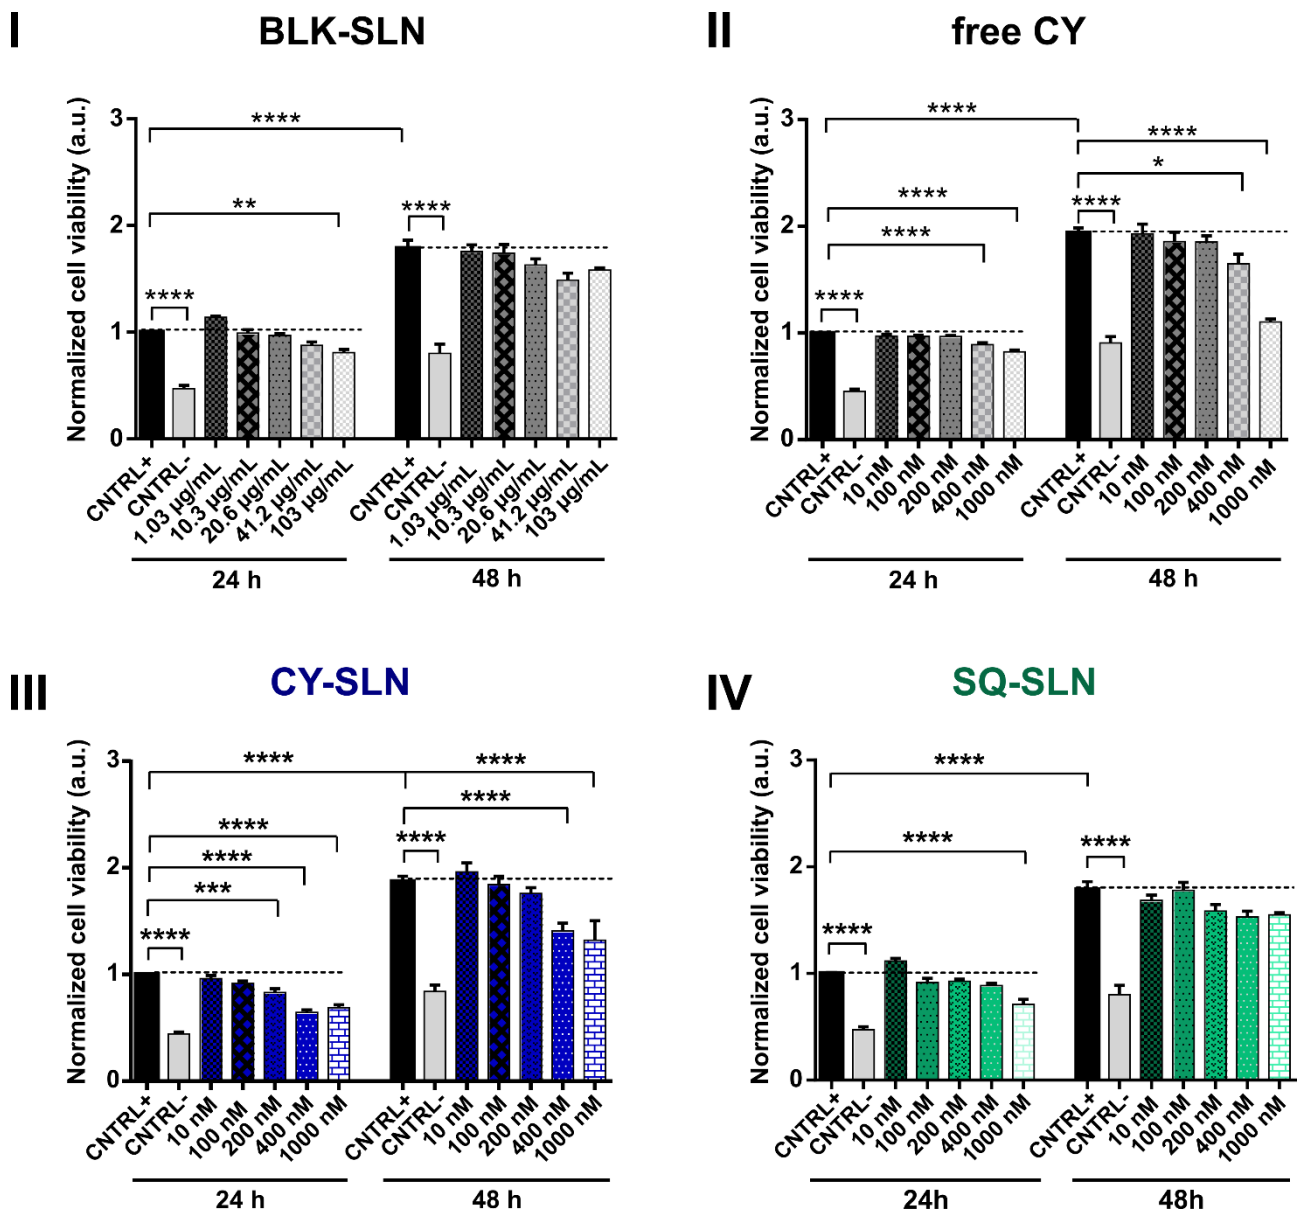 I
BLK-SLN
Normalized cell viability (a.u.)
3
2
1
0
****
**
****
****
CNTRL+
CNTRL-
1.03 µg/mL
10.3 µg/mL
20.6 µg/mL
41.2 µg/mL
103 µg/mL
CNTRL+
CNTRL-
1.03 µg/mL
10.3 µg/mL
20.6 µg/mL
41.2 µg/mL
103 µg/mL
24 h
48 h
II
free CY
Normalized cell viability (a.u.)
3
2
1
0
****
****
*
****
****
****
****
CNTRL+
CNTRL-
10 nM
100 nM
200 nM
400 nM
1000 nM
CNTRL+
CNTRL-
10 nM
100 nM
200 nM
400 nM
1000 nM
24 h
48 h
III
CY-SLN
Normalized cell viability (a.u.)
3
2
1
0
****
****
****
****
****
****
***
****
CNTRL+
CNTRL-
10 nM
100 nM
200 nM
400 nM
1000 nM
CNTRL+
CNTRL-
10 nM
100 nM
200 nM
400 nM
1000 nM
24 h
48 h
IV
SQ-SLN
Normalized cell viability (a.u.)
3
2
1
0
****
****
****
****
CNTRL+
CNTRL-
10 nM
100 nM
200 nM
400 nM
1000 nM
CNTRL+
CNTRL-
10 nM
100 nM
200 nM
400 nM
1000 nM
24h
48h